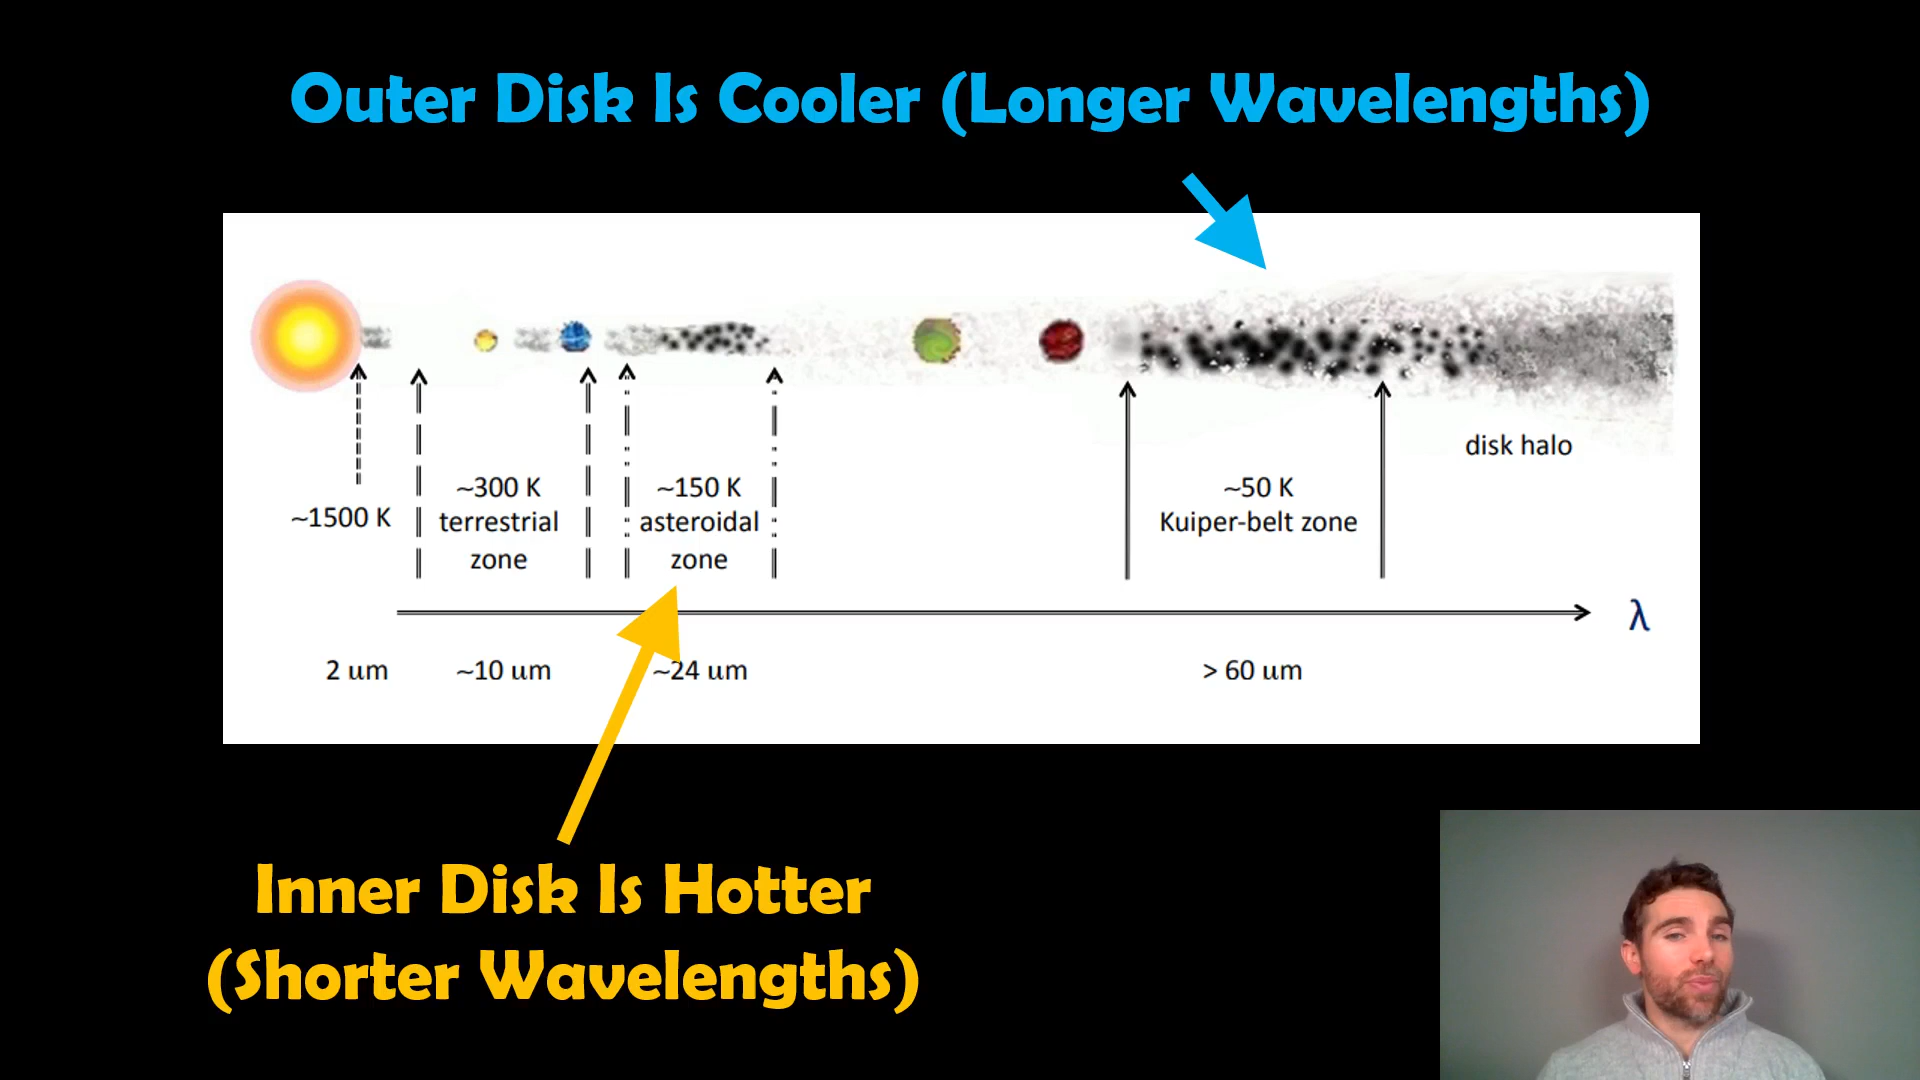 Outer Disk Is Cooler (Longer Wavelengths)
disk halo
~1500 K
~300 K
terrestrial
zone
~150 K
asteroidal
zone
~50 K
Kuiper-belt zone
λ
2 um
~10 um
~24 um
> 60 um
Inner Disk Is Hotter
(Shorter Wavelengths)